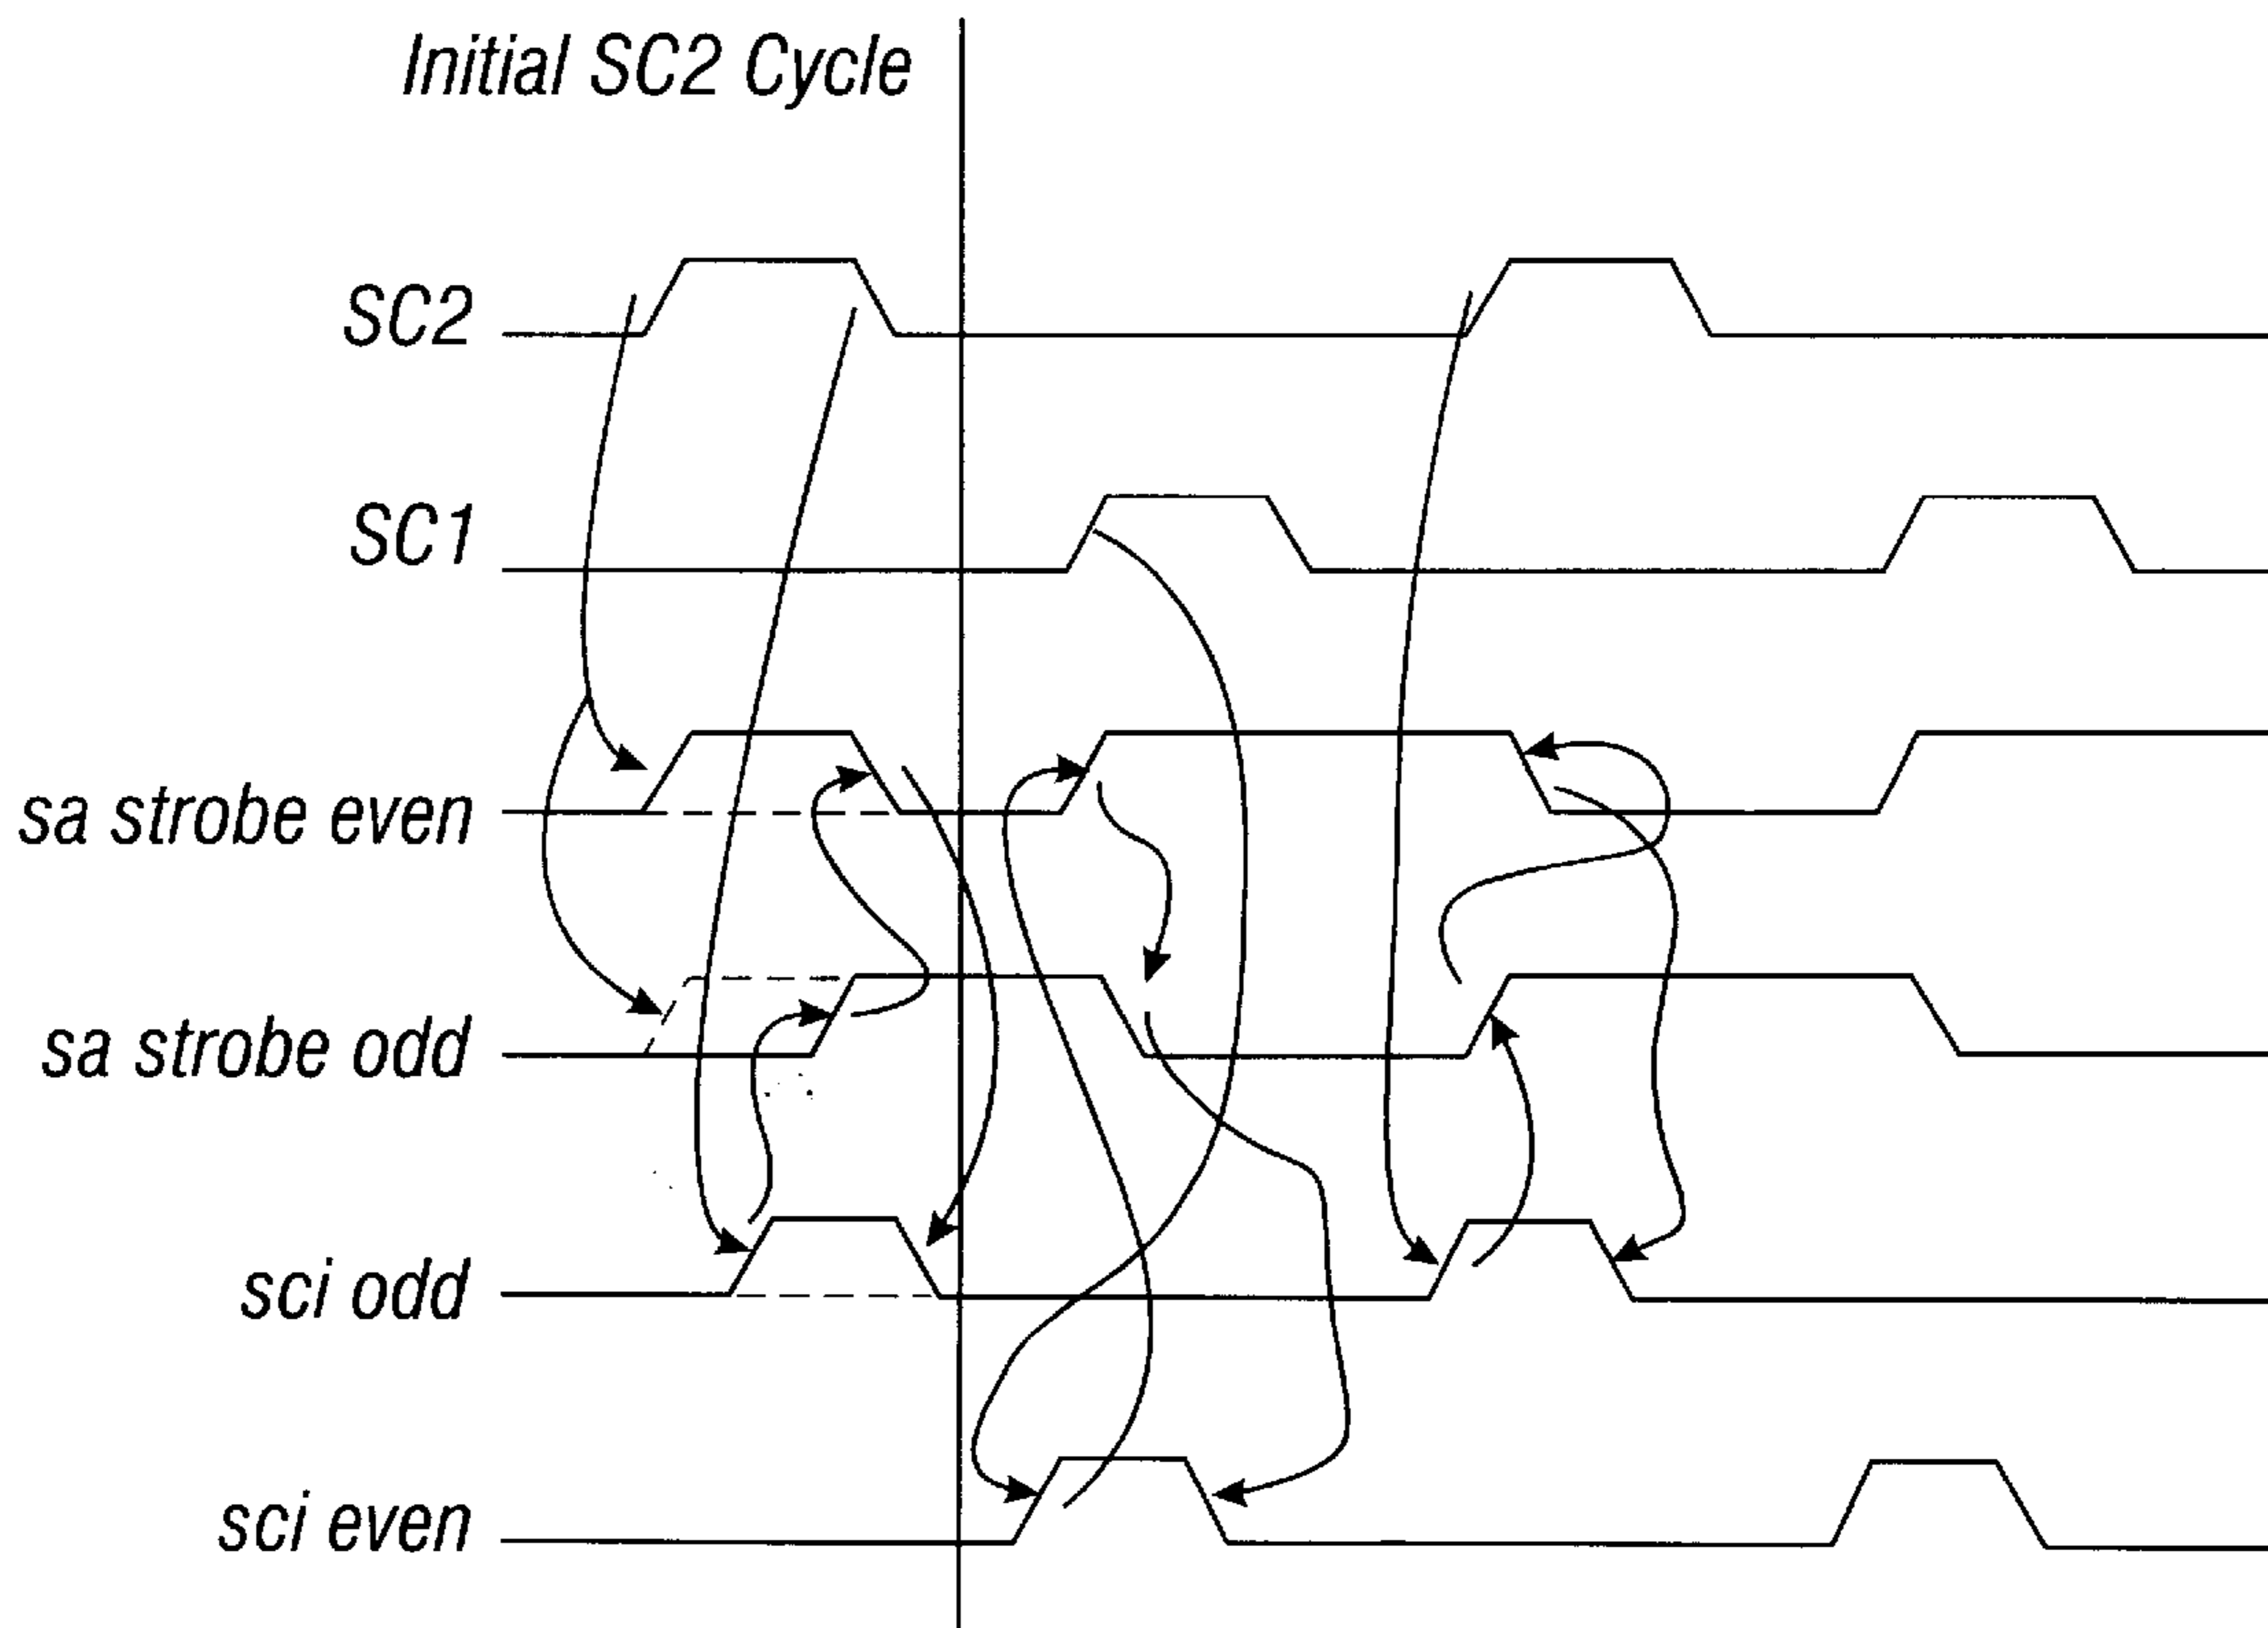 Initial SC2 Cycle
SC2
SC1
sa strobe even
sa strobe odd
sci odd
sci even